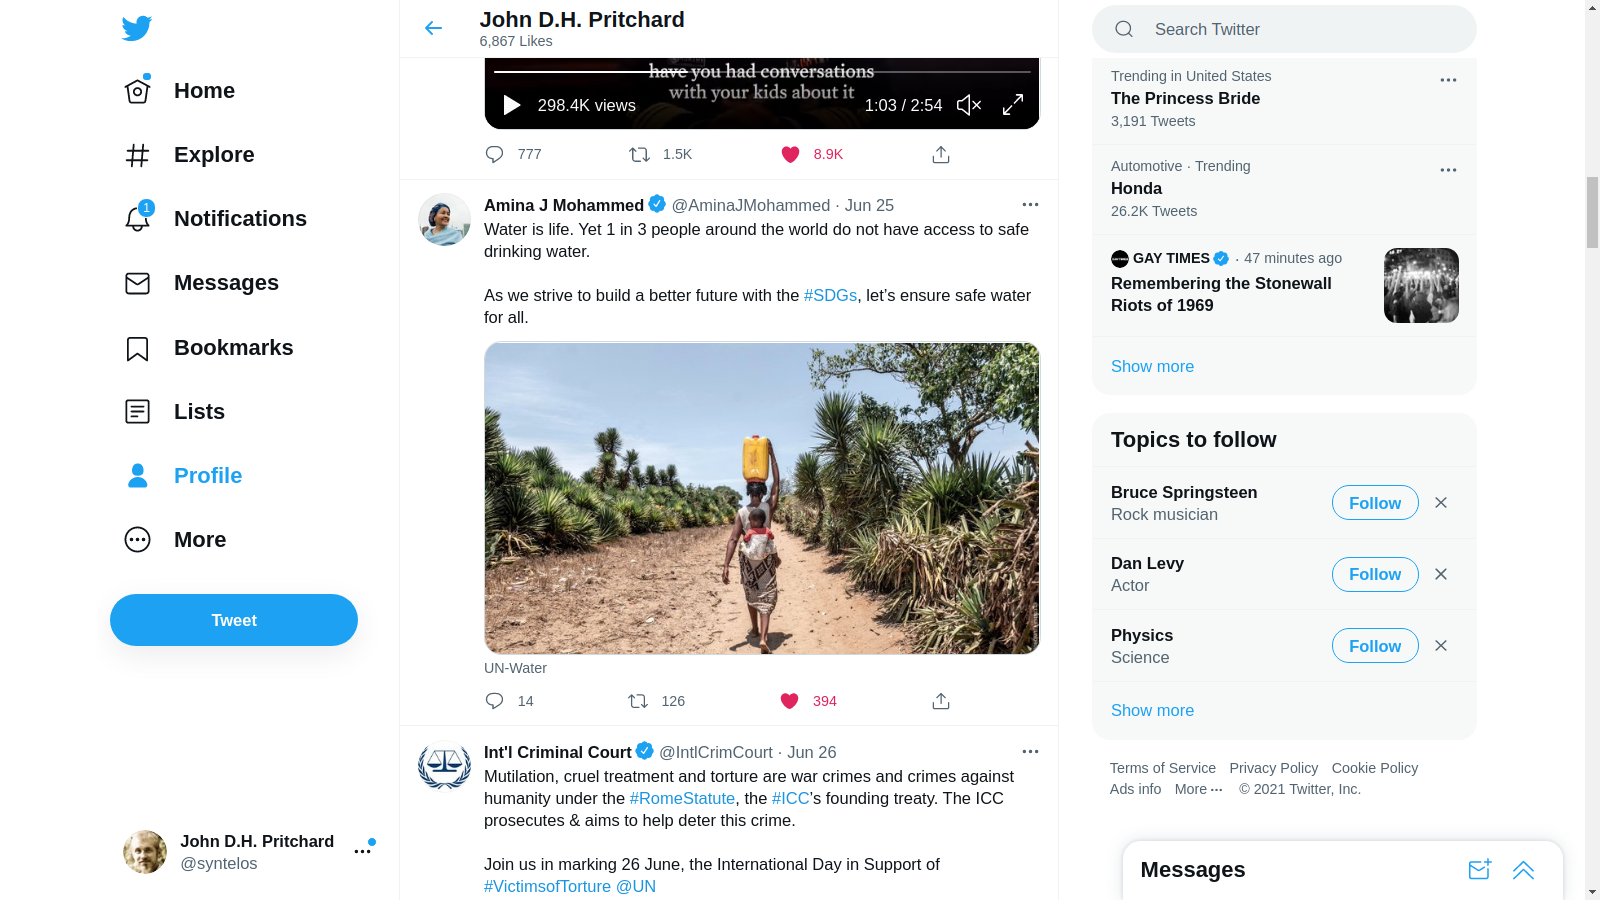 Home
Explore
1
Notifications
Messages
Bookmarks
Lists
Profile
More
Tweet
John D.H. Pritchard
@syntelos
John D.H. Pritchard
6,867 Likes
have you had conversations
with your kids about it
298.4K views
1:03 / 2:54
777
1.5K
8.9K
Amina J Mohammed @AminaJMohammed · Jun 25
Water is life. Yet 1 in 3 people around the world do not have access to safe
drinking water.
As we strive to build a better future with the #SDGs, let’s ensure safe water
for all.
UN-Water
14
126
394
Int'l Criminal Court @IntlCrimCourt · Jun 26
Mutilation, cruel treatment and torture are war crimes and crimes against
humanity under the #RomeStatute, the #ICC’s founding treaty. The ICC
prosecutes & aims to help deter this crime.
Join us in marking 26 June, the International Day in Support of
#VictimsofTorture @UN
Search Twitter
Trending in United States
The Princess Bride
3,191 Tweets
Automotive · Trending
Honda
26.2K Tweets
GAY TIMES · 47 minutes ago
Remembering the Stonewall
Riots of 1969
Show more
Topics to follow
Bruce Springsteen
Rock musician
Follow
Dan Levy
Actor
Follow
Physics
Science
Follow
Show more
Terms of Service Privacy Policy Cookie Policy
Ads info More © 2021 Twitter, Inc.
Messages